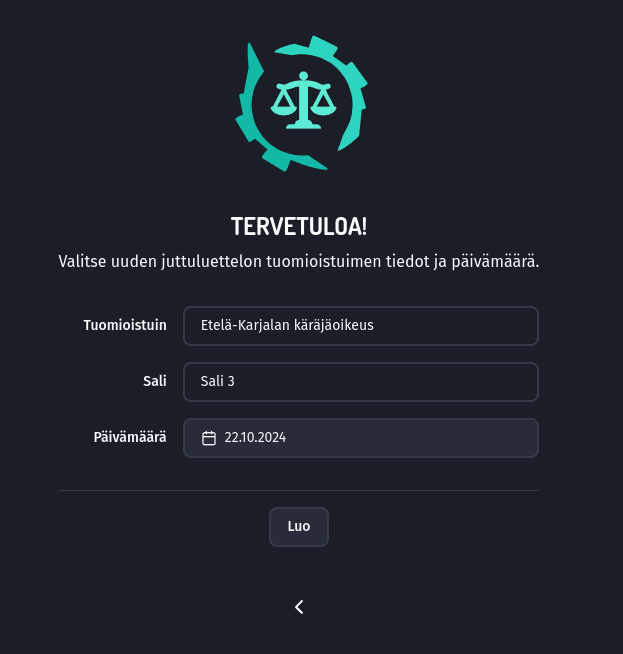 TERVETULOA!
Valitse uuden juttuluettelon tuomioistuimen tiedot ja päivämäärä.
Tuomioistuin Etelä-Karjalan käräjäoikeus
Sali Sali 3
Päivämäärä 22.10.2024
Luo